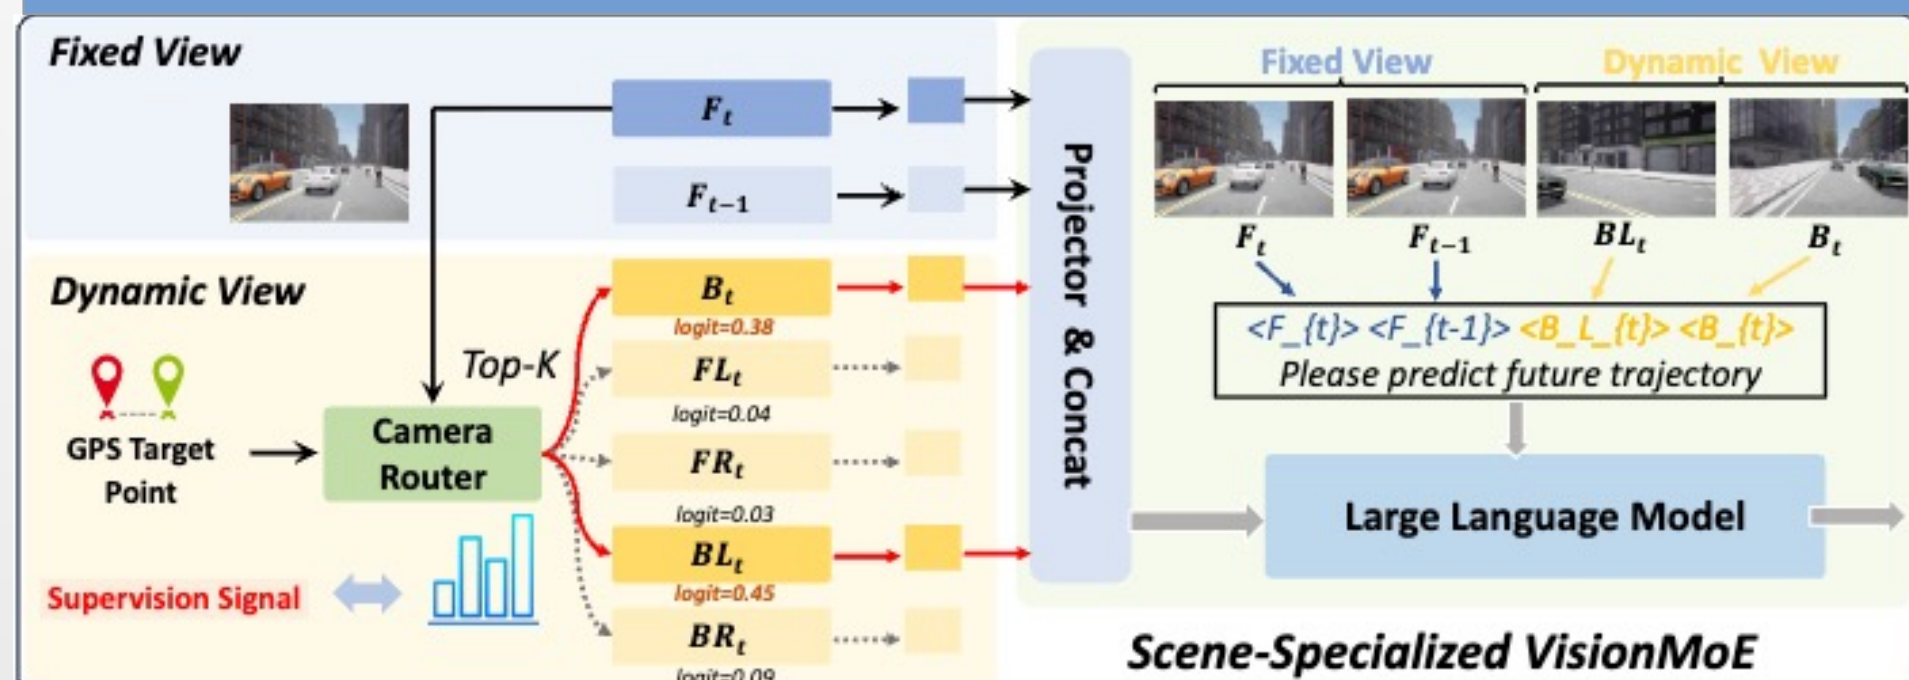 Fixed View
F_t
F_{t-1}
Dynamic View
B_t
logit=0.38
Top-K
FL_t
logit=0.04
GPS Target
Point
Camera
Router
FR_t
logit=0.03
BL_t
logit=0.45
Supervision Signal
BR_t
logit=0.09
Projector & Concat
Fixed View
Dynamic View
F_t
F_{t-1}
BL_t
B_t
<F_{t}> <F_{t-1}> <B_L_{t}> <B_{t}>
Please predict future trajectory
Large Language Model
Scene-Specialized VisionMoE